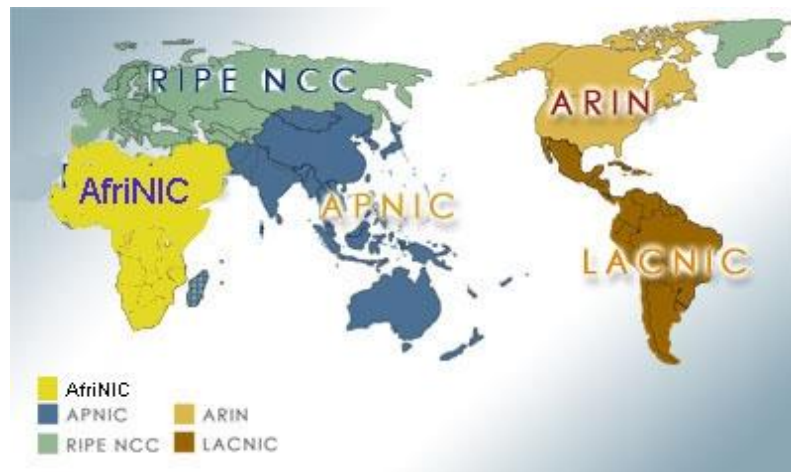 RIPE NCC
ARIN
AfriNIC
APNIC
LACNIC
AfriNIC
APNIC ARIN
RIPE NCC LACNIC